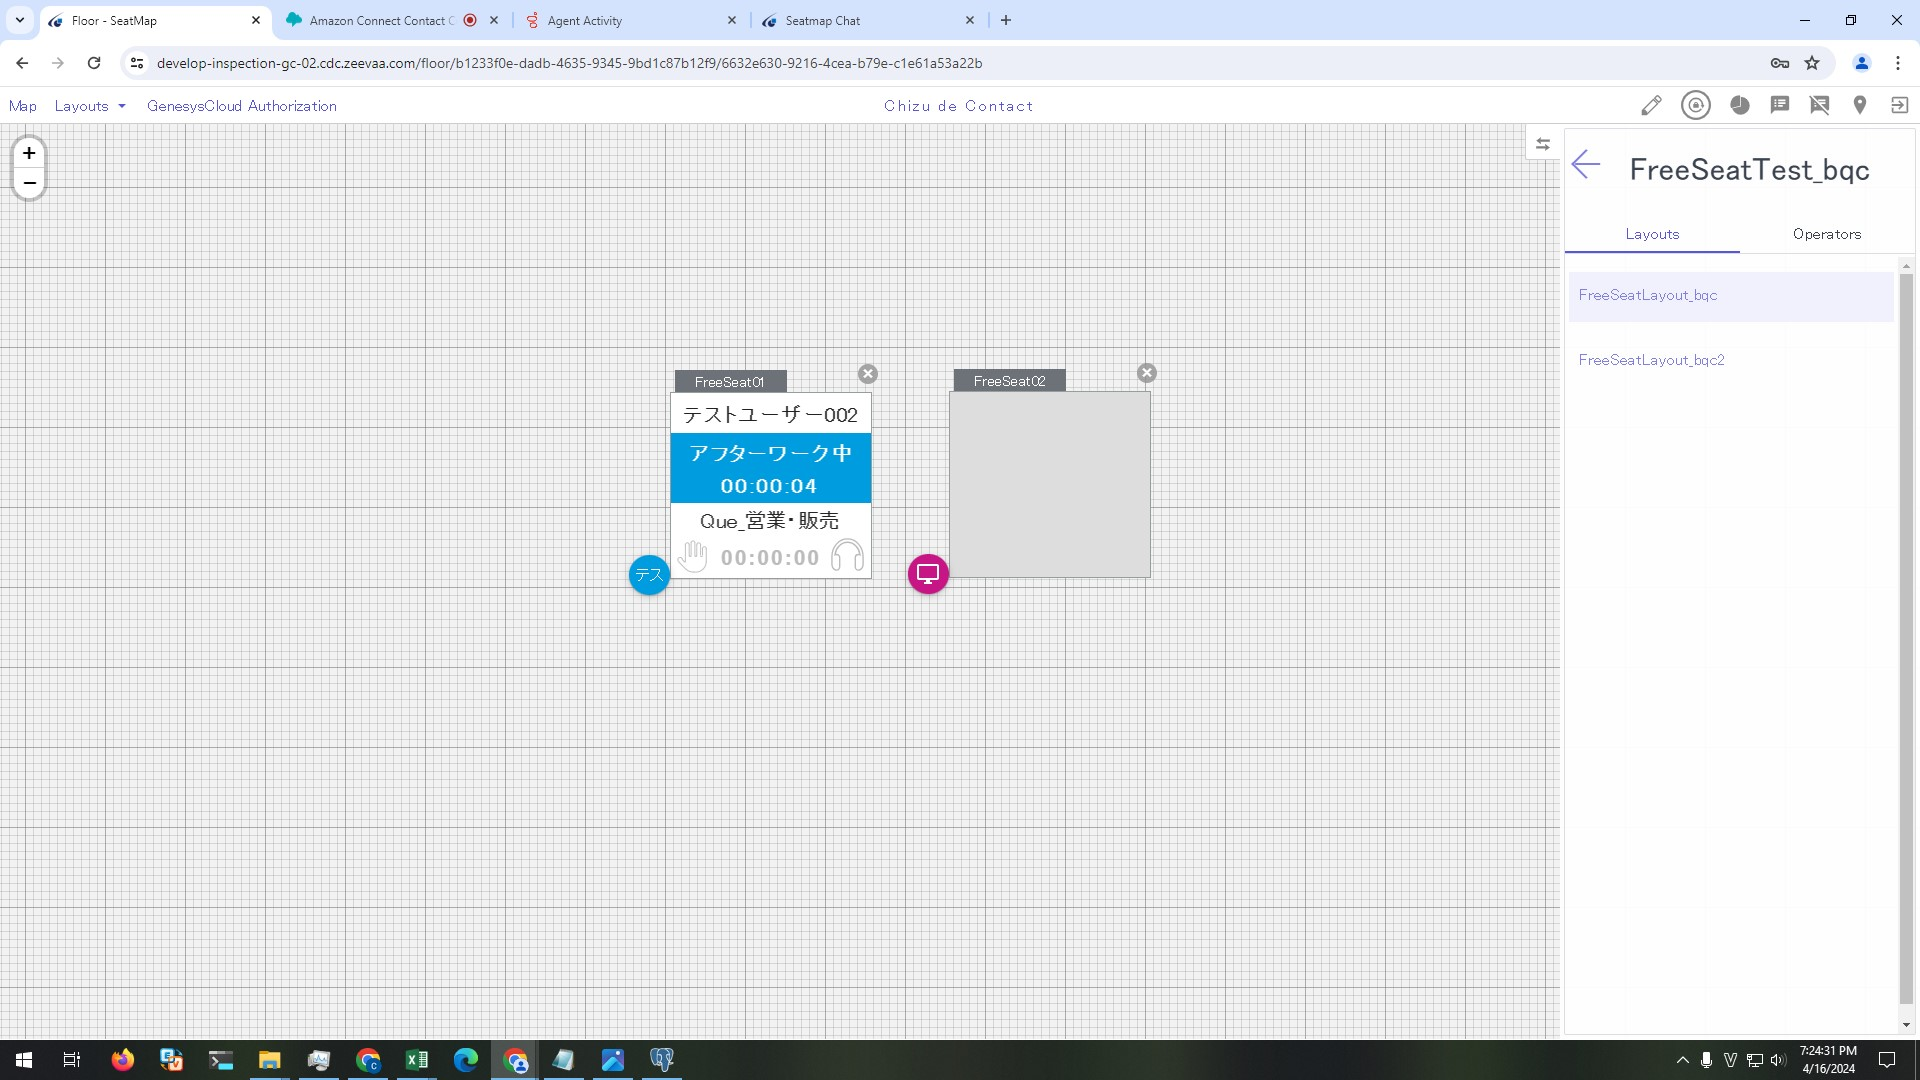 Floor - SeatMap
Amazon Connect Contact C
Agent Activity
Seatmap Chat
develop-inspection-gc-02.cdc.zeevaa.com/floor/b1233f0e-dadb-4635-9345-9bd1c87b12f9/6632e630-9216-4cea-b79e-c1e61a53a22b
Map
Layouts
GenesysCloud Authorization
Chizu de Contact
+
−
FreeSeatTest_bqc
Layouts
Operators
FreeSeatLayout_bqc
FreeSeatLayout_bqc2
FreeSeat01
テストユーザー002
アフターワーク中
00:00:04
Que_営業・販売
00:00:00
テス
FreeSeat02
7:24:31 PM
4/16/2024